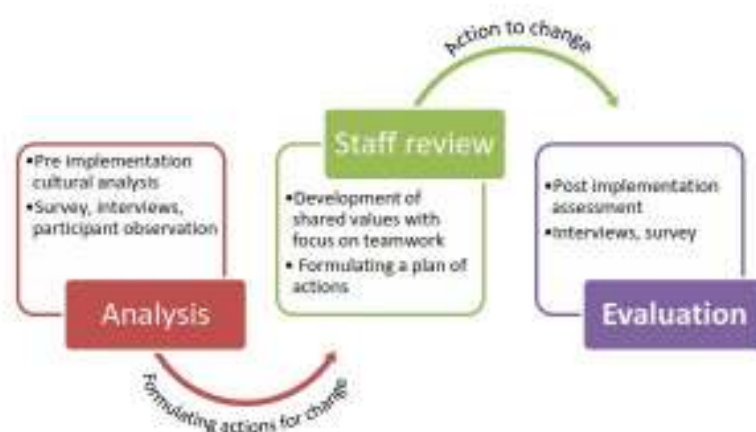 Action to change
Staff review
•Pre implementation
cultural analysis
•Survey, interviews,
participant observation
Analysis
•Development of
shared values with
focus on teamwork
• Formulating a plan of
actions
•Post implementation
assessment
•Interviews, survey
Evaluation
Formulating actions for change